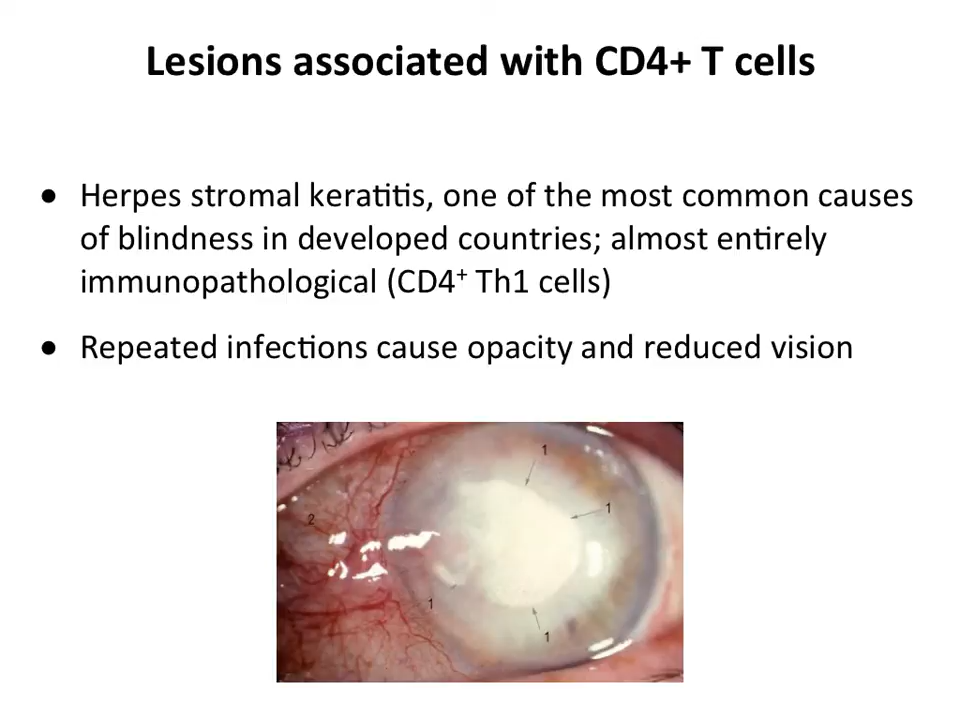 Lesions associated with CD4+ T cells
● Herpes stromal keratitis, one of the most common causes
of blindness in developed countries; almost entirely
immunopathological (CD4⁺ Th1 cells)
● Repeated infections cause opacity and reduced vision
1
1
2
1
1